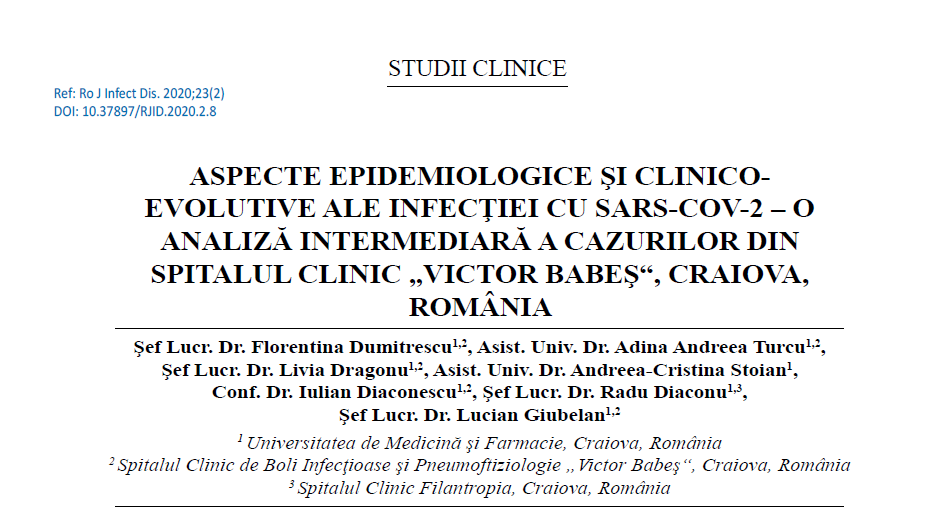 STUDII CLINICE
Ref: Ro J Infect Dis. 2020;23(2)
DOI: 10.37897/RJID.2020.2.8
ASPECTE EPIDEMIOLOGICE ŞI CLINICO-
EVOLUTIVE ALE INFECŢIEI CU SARS-COV-2 – O
ANALIZĂ INTERMEDIARĂ A CAZURILOR DIN
SPITALUL CLINIC „VICTOR BABEŞ“, CRAIOVA,
ROMÂNIA
Şef Lucr. Dr. Florentina Dumitrescu1,2, Asist. Univ. Dr. Adina Andreea Turcu1,2,
Şef Lucr. Dr. Livia Dragonu1,2, Asist. Univ. Dr. Andreea-Cristina Stoian1,
Conf. Dr. Iulian Diaconescu1,2, Şef Lucr. Dr. Radu Diaconu1,3,
Şef Lucr. Dr. Lucian Giubelan1,2
1 Universitatea de Medicină şi Farmacie, Craiova, România
2 Spitalul Clinic de Boli Infecţioase şi Pneumoftiziologie „Victor Babeş“, Craiova, România
3 Spitalul Clinic Filantropia, Craiova, România